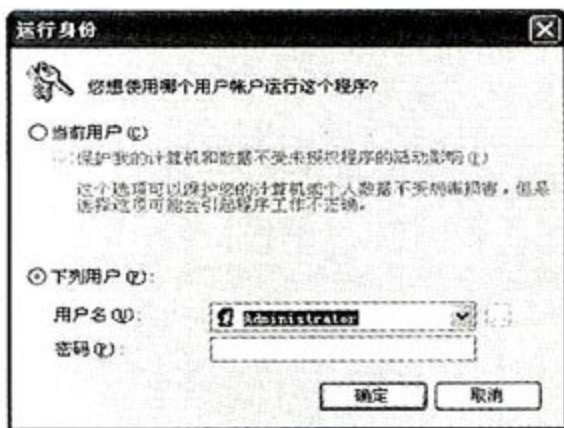 运行身份
您想使用哪个用户帐户运行这个程序?
当前用户(C)
保护我的计算机和数据不受未授权程序的活动影响(I)
这个选项可以保护您的计算机或个人数据不受病毒损害，但是
选择这项可能会引起程序工作不正确。
下列用户(F):
用户名(U):
Administrator
密码(P):
确定
取消